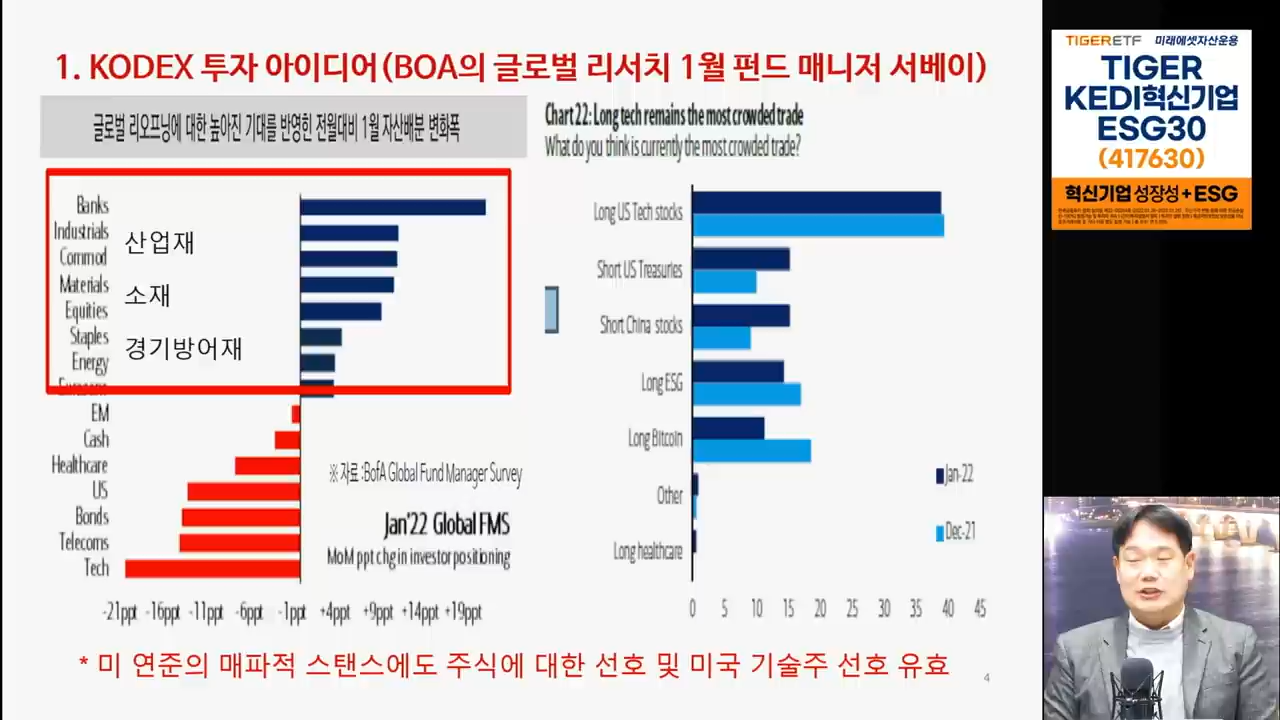 1. KODEX 투자 아이디어(BOA의 글로벌 리서치 1월 펀드 매니저 서베이)
글로벌 리오프닝에 대한 높아진 기대를 반영힌 전월대비 1월 자산배분 변화폭
Banks
Industrials
산업재
Commod
Materials
소재
Equities
Staples
경기방어재
Energy
EM
Cash
Healthcare
US
Bonds
Telecoms
Tech
※ 자료 :BofA Global Fund Manager Survey
Jan'22 Global FMS
MoM ppt chg in investor positioning
-21ppt -16ppt -11ppt -6ppt -1ppt +4ppt +9ppt +14ppt +19ppt
Chart 22: Long tech remains the most crowded trade
What do you think is currently the most crowded trade?
Long US Tech stocks
Short US Treasuries
Short China stocks
Long ESG
Long Bitcoin
Other
Long healthcare
Jan-22
Dec-21
0 5 10 15 20 25 30 35 40 45
* 미 연준의 매파적 스탠스에도 주식에 대한 선호 및 미국 기술주 선호 유효
4
TIGER ETF 미래에셋자산운용
TIGER
KEDI혁신기업
ESG30
(417630)
혁신기업 성장성+ESG